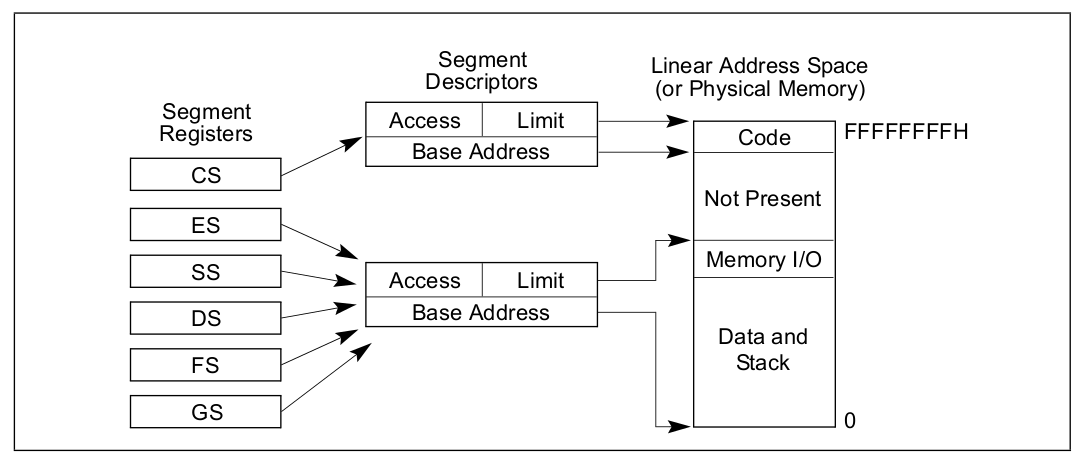 Segment
Registers
CS
ES
SS
DS
FS
GS
Segment
Descriptors
Access Limit
Base Address
Access Limit
Base Address
Linear Address Space
(or Physical Memory)
Code
FFFFFFFFH
Not Present
Memory I/O
Data and
Stack
0